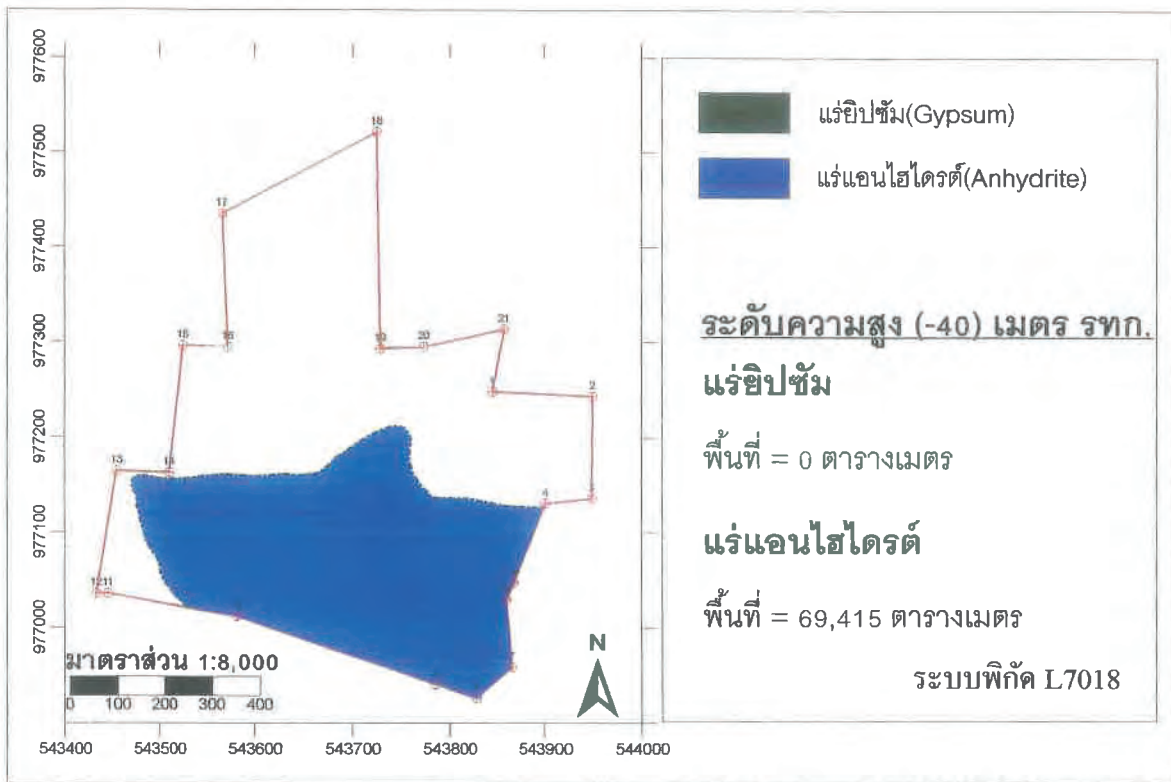 977600
977500
977400
977300
977200
977100
977000
18
17
15
16
19
20
21
1
2
3
4
13
14
12
11
มาตราส่วน 1:8,000
0 100 200 300 400
N
543400 543500 543600 543700 543800 543900 544000
แร่ยิปซัม(Gypsum)
แร่แอนไฮไดรต์(Anhydrite)
ระดับความสูง (-40) เมตร รทก.
แร่ยิปซัม
พื้นที่ = 0 ตารางเมตร
แร่แอนไฮไดรต์
พื้นที่ = 69,415 ตารางเมตร
ระบบพิกัด L7018